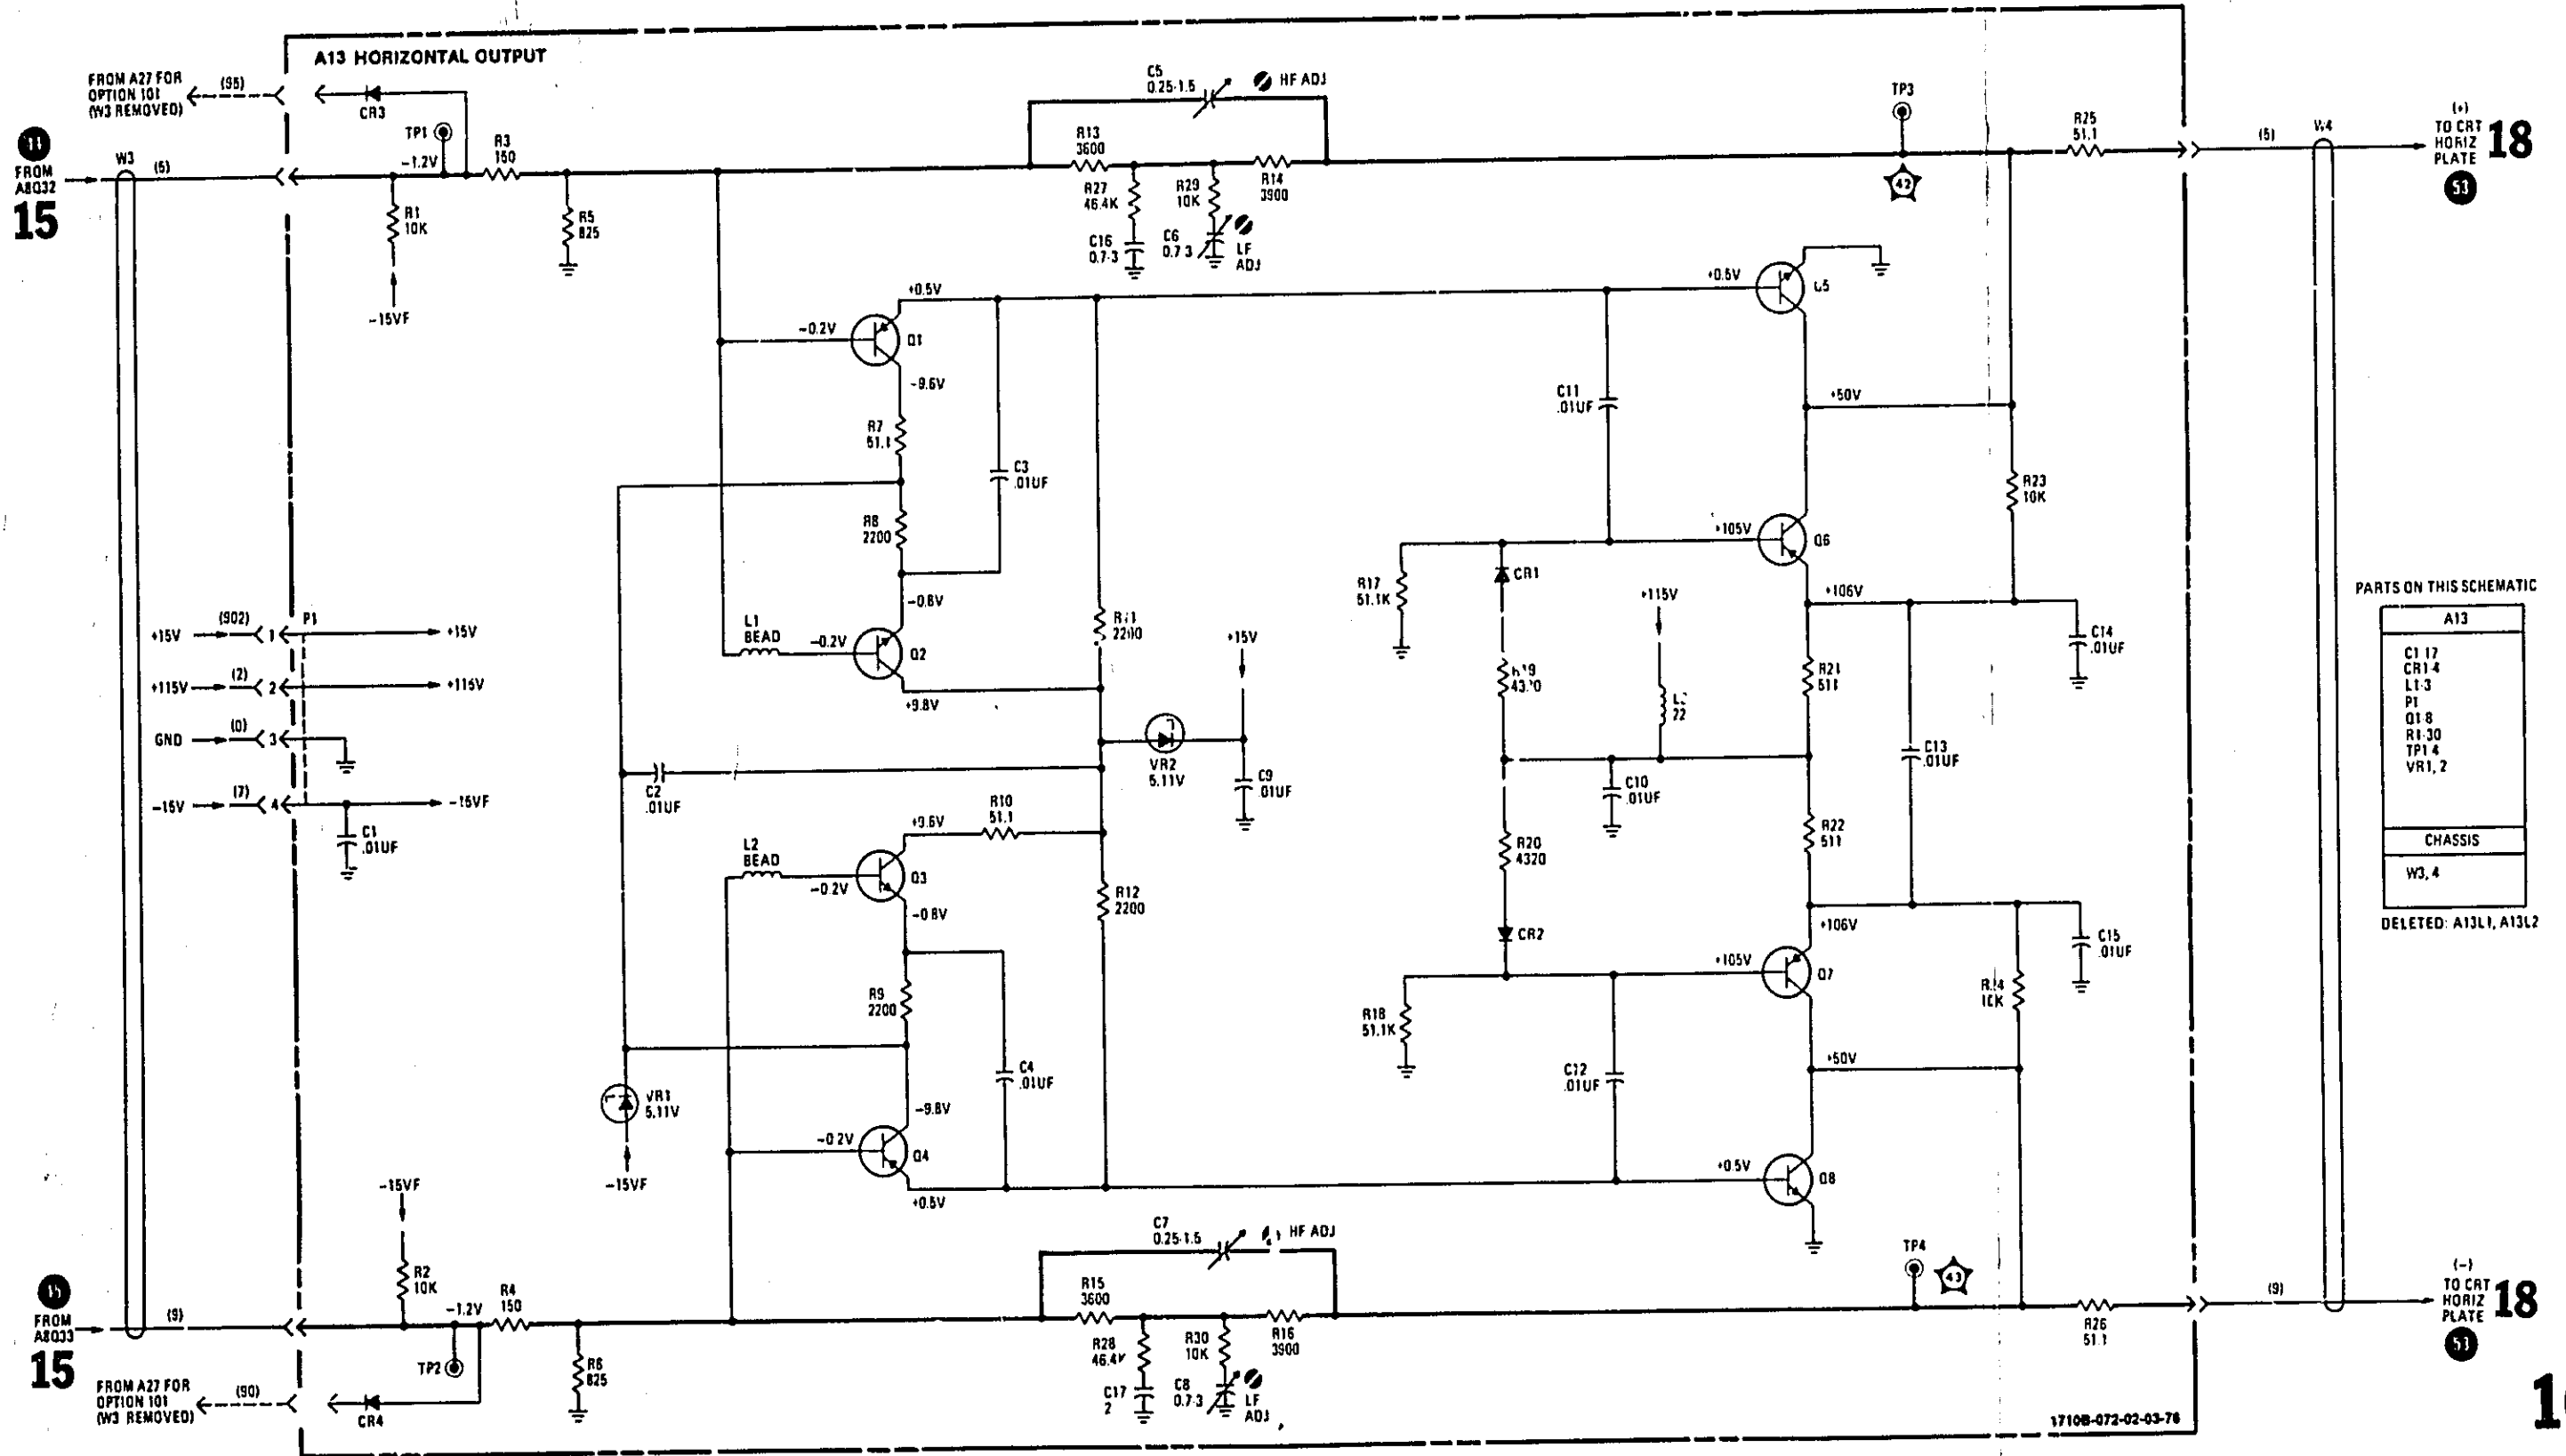 A13 HORIZONTAL OUTPUT
FROM A27 FOR
OPTION 101
(W3 REMOVED)
(95)
CR3
TP1
-1.2V
R3
150
W3
(5)
FROM
A8Q32
15
R1
10K
-15VF
R5
825
C5
0.25-1.5
HF ADJ
R13
3600
R27
46.4K
R29
10K
R14
3900
C16
0.7-3
C6
0.7 3
LF
ADJ
TP3
42
R25
51.1
(5)
W4
(+)
TO CRT
HORIZ
PLATE
18
53
+0.5V
-0.2V
Q1
-9.6V
R7
51.1
C3
.01UF
R8
2200
-0.8V
L1
BEAD
-0.2V
Q2
+9.8V
2200
+0.5V
C11
.01UF
+50V
R23
10K
+105V
Q6
R17
51.1K
CR1
+115V
+106V
C14
.01UF
R21
511
22
C13
.01UF
C10
.01UF
R22
511
R20
4320
CR2
+106V
C15
.01UF
+105V
Q7
R18
51.1K
C12
.01UF
+50V
+0.5V
Q8
+15V
(902)
1
P1
+15V
+115V
(2)
2
+115V
GND
(0)
3
-15V
(7)
4
-15VF
C1
.01UF
+15V
VR2
5.11V
C9
.01UF
C2
.01UF
R10
51.1
+9.6V
L2
BEAD
-0.2V
Q3
-0.8V
R12
2200
R9
2200
C4
.01UF
VR1
5.11V
-15VF
-9.8V
-0.2V
Q4
+0.5V
-15VF
R2
10K
-1.2V
R4
150
FROM
A8Q33
15
(9)
TP2
R6
825
FROM A27 FOR
OPTION 101
(W3 REMOVED)
(90)
CR4
C7
0.25-1.5
HF ADJ
R15
3600
R28
R30
10K
R16
3900
C17
2
C8
0.7-3
LF
ADJ
TP4
43
R26
51.1
(9)
(-)
TO CRT
HORIZ
PLATE
18
53
PARTS ON THIS SCHEMATIC
A13
C1-17
CR1-4
L1-3
P1
Q1-8
R1-30
TP1-4
VR1, 2
CHASSIS
W3, 4
DELETED: A13L1, A13L2
1710B-072-02-03-76